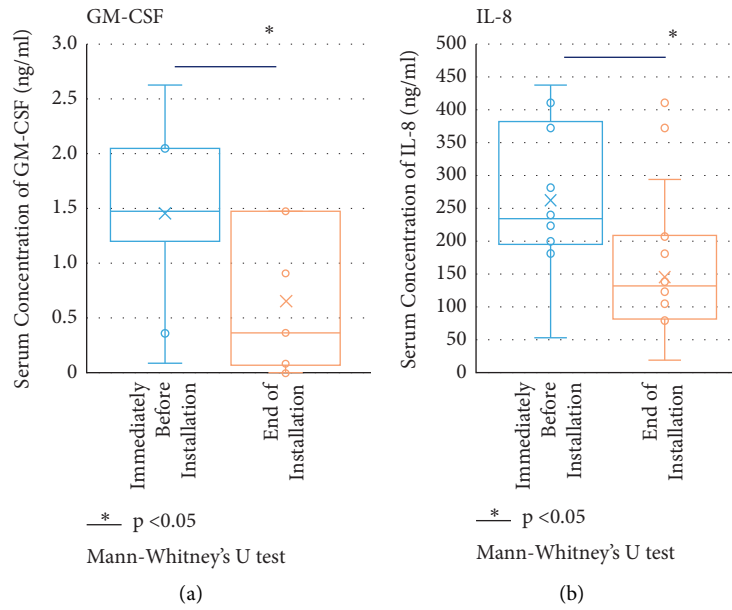 GM-CSF
*
Serum Concentration of GM-CSF (ng/ml)
3.0
2.5
2.0
1.5
1.0
0.5
0
Immediately
Before
Installation
End of
Installation
* p <0.05
Mann-Whitney's U test
(a)
IL-8
*
Serum Concentration of IL-8 (ng/ml)
500
450
400
350
300
250
200
150
100
50
0
Immediately
Before
Installation
End of
Installation
* p <0.05
Mann-Whitney's U test
(b)